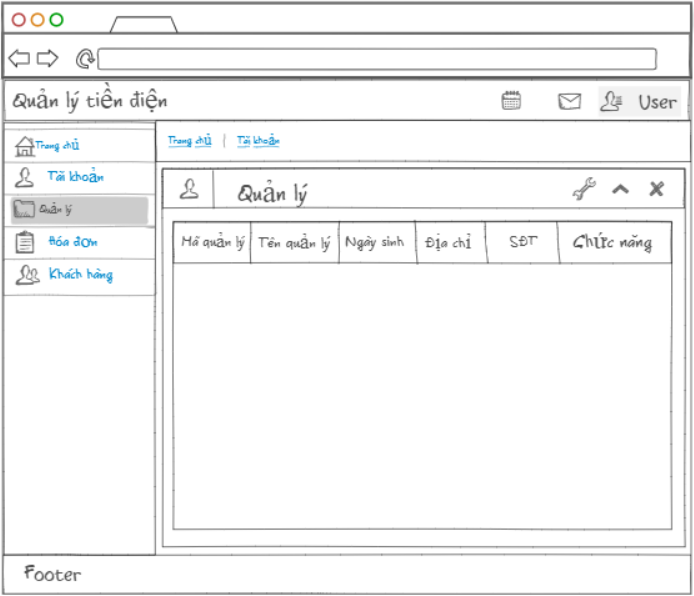 Quản lý tiền điện
User
Trang chủ
Tài khoản
Quản lý
Hóa đơn
Khách hàng
Trang chủ | Tài khoản
Quản lý
Mã quản lý Tên quản lý Ngày sinh Địa chỉ SĐT Chức năng
Footer